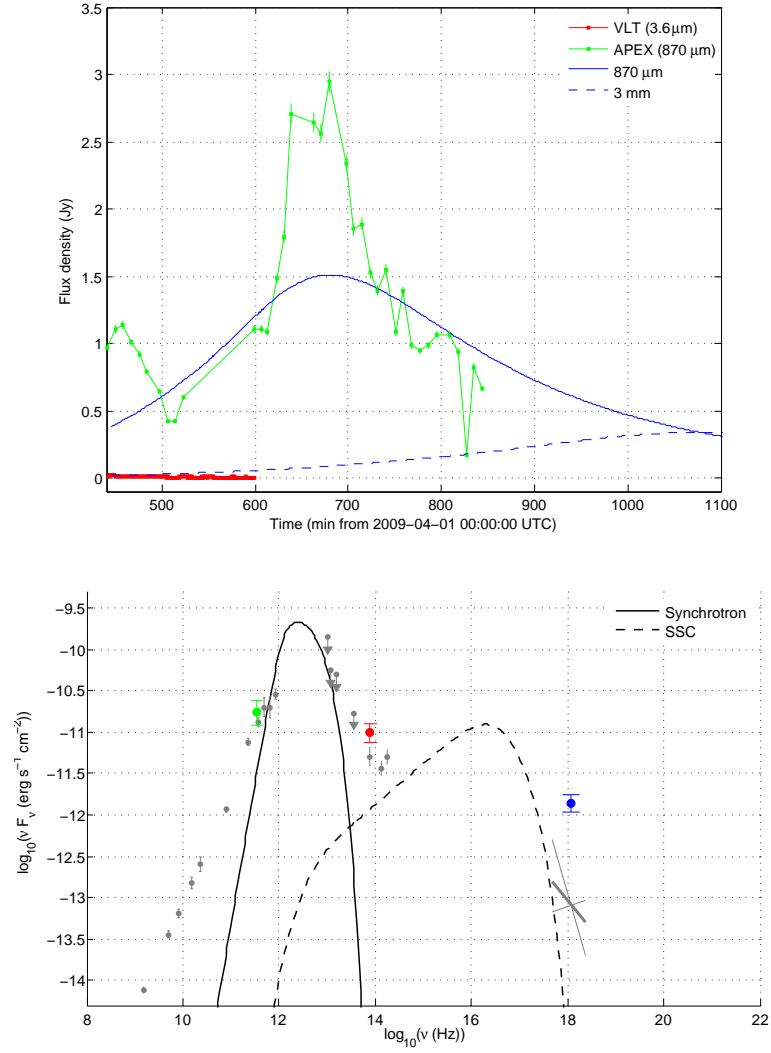 3.5
3
2.5
2
1.5
1
0.5
0
Flux density (Jy)
VLT (3.6μm)
APEX (870 μm)
870 μm
3 mm
500 600 700 800 900 1000 1100
Time (min from 2009−04−01 00:00:00 UTC)
−9.5
−10
−10.5
−11
−11.5
−12
−12.5
−13
−13.5
−14
log₁₀(ν Fᵥ (erg s⁻¹ cm⁻²))
Synchrotron
SSC
8 10 12 14 16 18 20 22
log₁₀(ν (Hz))